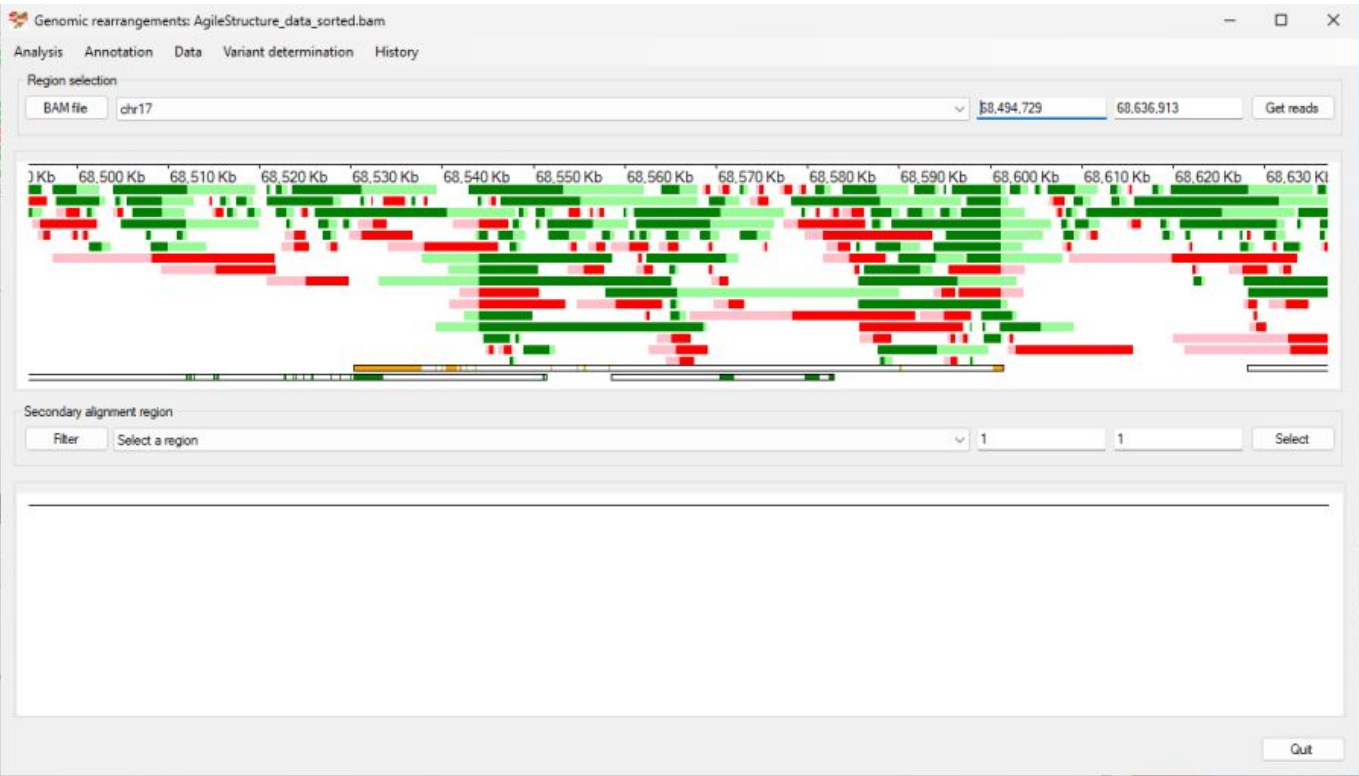 Genomic rearrangements: AgileStructure_data_sorted.bam
Analysis Annotation Data Variant determination History
Region selection
BAM file chr17 68,494,729 68,636,913 Get reads
Kb 68,500 Kb 68,510 Kb 68,520 Kb 68,530 Kb 68,540 Kb 68,550 Kb 68,560 Kb 68,570 Kb 68,580 Kb 68,590 Kb 68,600 Kb 68,610 Kb 68,620 Kb 68,630 K
Secondary alignment region
Filter Select a region 1 1 Select
Quit